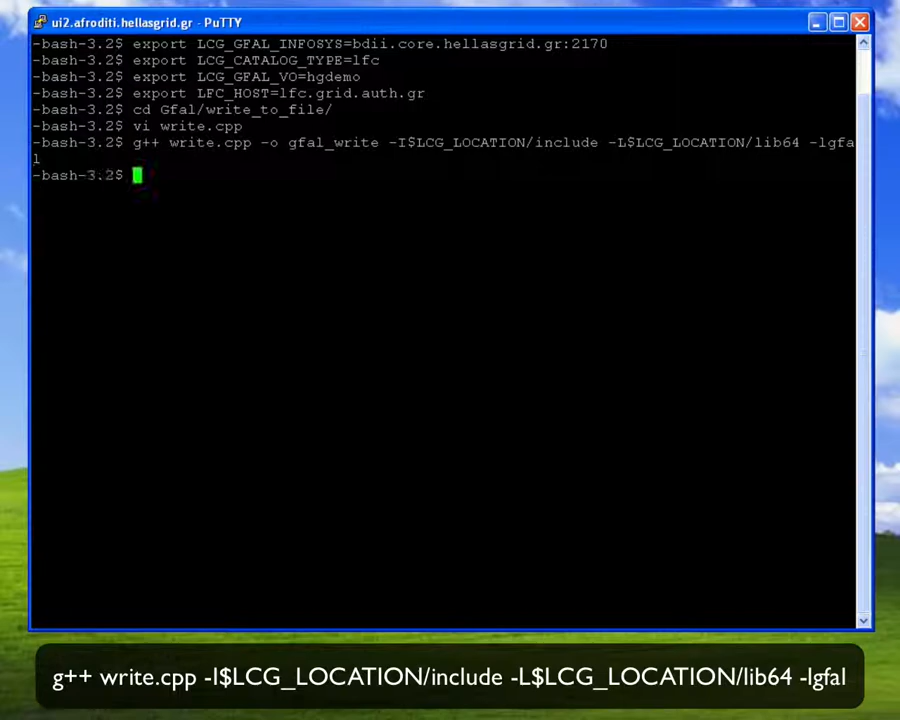 ui2.afroditi.hellasgrid.gr - PuTTY
-bash-3.2$ export LCG_GFAL_INFOSYS=bdii.core.hellasgrid.gr:2170
-bash-3.2$ export LCG_CATALOG_TYPE=lfc
-bash-3.2$ export LCG_GFAL_VO=hgdemo
-bash-3.2$ export LFC_HOST=lfc.grid.auth.gr
-bash-3.2$ cd Gfal/write_to_file/
-bash-3.2$ vi write.cpp
-bash-3.2$ g++ write.cpp -o gfal_write -I$LCG_LOCATION/include -L$LCG_LOCATION/lib64 -lgfa
l
-bash-3.2$
g++ write.cpp -I$LCG_LOCATION/include -L$LCG_LOCATION/lib64 -lgfal